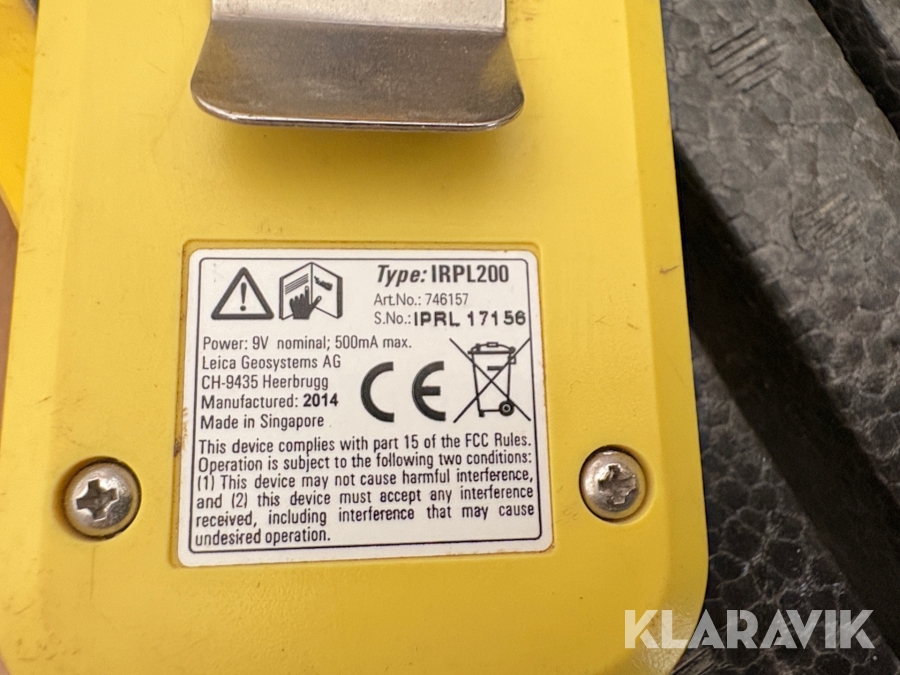 Type: IRPL200
Art.No.: 746157
S.No.: IPRL 17156
Power: 9V nominal; 500mA max.
Leica Geosystems AG
CH-9435 Heerbrugg
Manufactured: 2014
Made in Singapore
CE
This device complies with part 15 of the FCC Rules.
Operation is subject to the following two conditions:
(1) This device may not cause harmful interference,
and (2) this device must accept any interference
received, including interference that may cause
undesired operation.
KLARAVIK